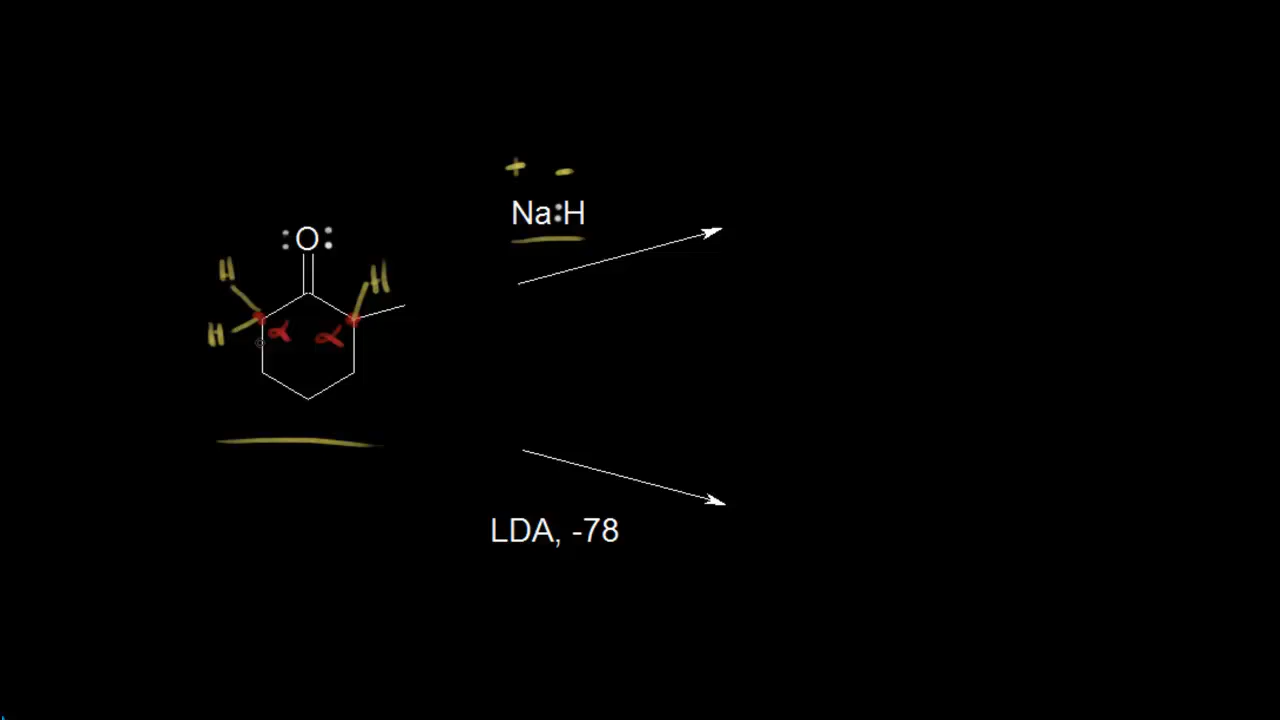 + -
Na:H
:O:
H
H
H
α α
LDA, -78